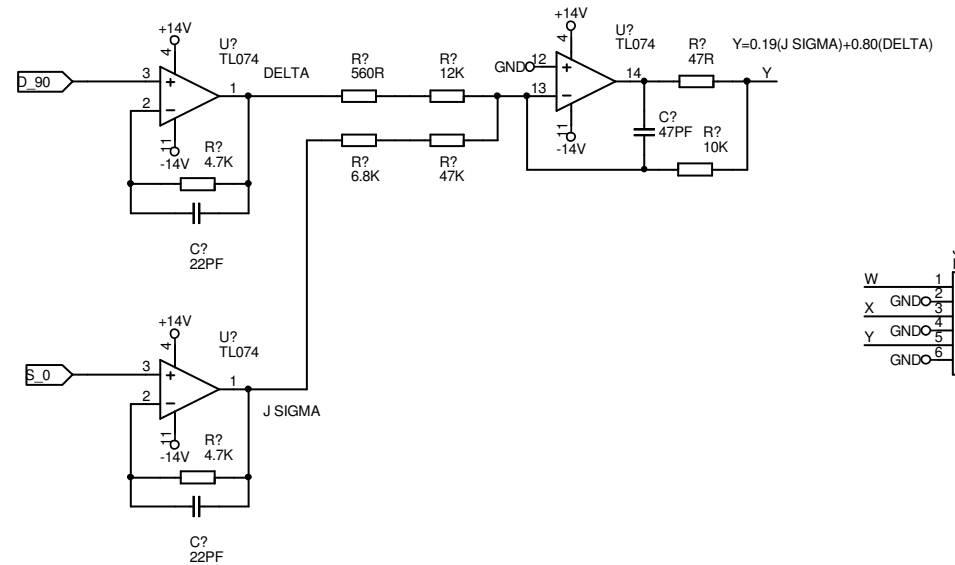 +14V
4
U?
TL074
D_90
3
+
2
−
1
DELTA
11
-14V
R?
4.7K
C?
22PF
R?
560R
R?
12K
R?
6.8K
R?
47K
+14V
4
U?
TL074
GND
12
+
13
−
14
11
-14V
R?
47R
Y=0.19(J SIGMA)+0.80(DELTA)
Y
C?
47PF
R?
10K
W
1
GND
2
X
3
GND
4
Y
5
GND
6
+14V
4
U?
TL074
S_0
3
+
2
−
1
J SIGMA
11
-14V
R?
4.7K
C?
22PF